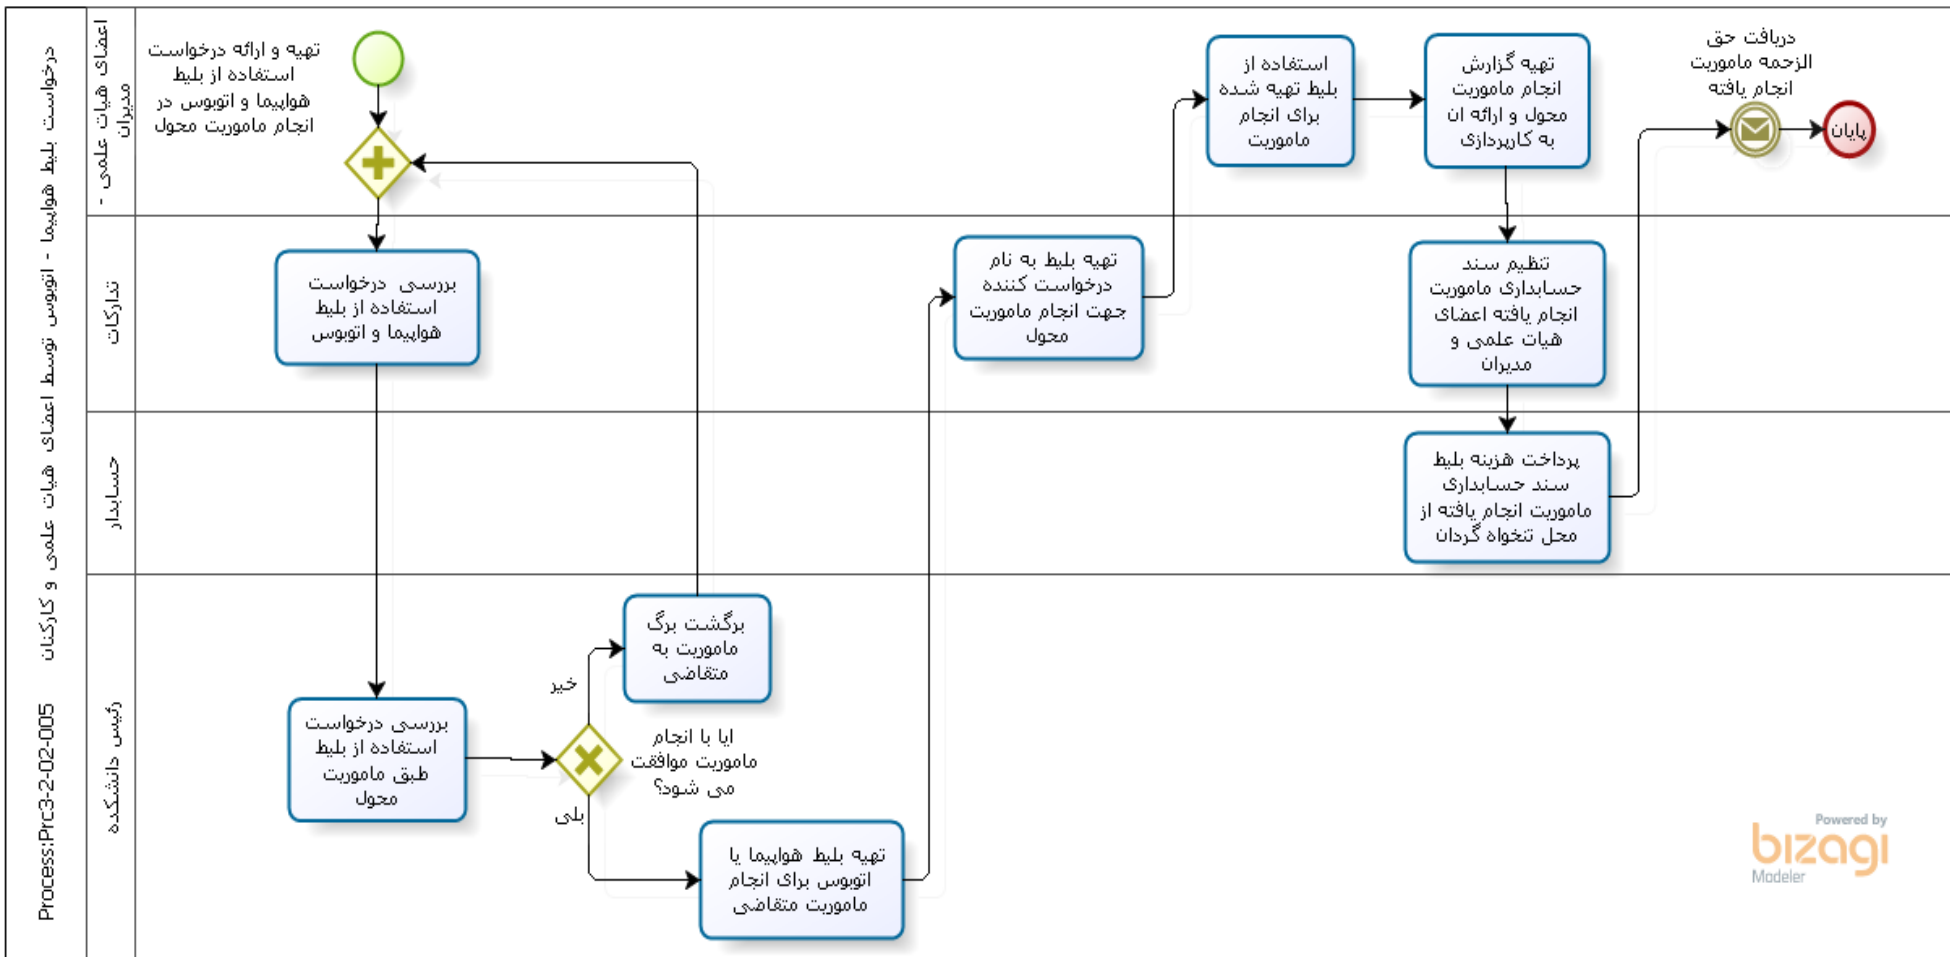 درخواست بلیط هواپیما - اتوبوس توسط اعضای هیات علمی و کارکنان
Process:Prc3-2-02-005
اعضای هیات علمی -
مدیران
تهیه و ارائه درخواست
استفاده از بلیط
هواپیما و اتوبوس در
انجام ماموریت محول
استفاده از
بلیط تهیه شده
برای انجام
ماموریت
تهیه گزارش
انجام ماموریت
محول و ارائه ان
به کارپردازی
دریافت حق
الزحمه ماموریت
انجام یافته
پایان
تدارکات
بررسی درخواست
استفاده از بلیط
هواپیما و اتوبوس
تهیه بلیط به نام
درخواست کننده
جهت انجام ماموریت
محول
تنظیم سند
حسابداری ماموریت
انجام یافته اعضای
هیات علمی و
مدیران
حسابدار
پرداخت هزینه بلیط
سند حسابداری
ماموریت انجام یافته از
محل تنخواه گردان
رئیس دانشکده
بررسی درخواست
استفاده از بلیط
طبق ماموریت
محول
ایا با انجام
ماموریت موافقت
می شود؟
خیر
برگشت برگ
ماموریت به
متقاضی
بلی
تهیه بلیط هواپیما یا
اتوبوس برای انجام
ماموریت متقاضی
Powered by
bizagi
Modeler